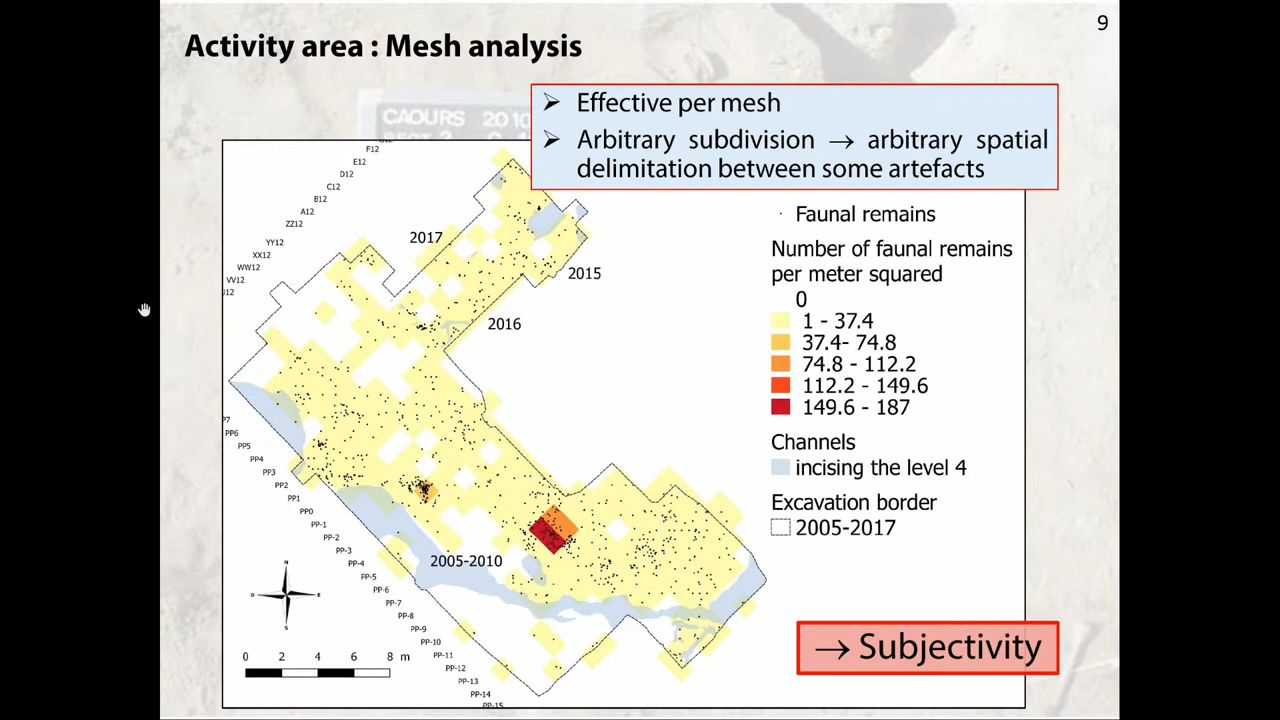 9
Activity area : Mesh analysis
➢ Effective per mesh
➢ Arbitrary subdivision → arbitrary spatial
delimitation between some artefacts
CAOURS 2010
F12
E12
D12
C12
B12
A12
ZZ12
YY12
XX12
WW12
VV12
2017
2015
2016
2005-2010
P7
PP6
PP5
PP4
PP3
PP2
PP1
PP0
PP-1
PP-2
PP-3
PP-4
PP-5
PP-6
PP-7
PP-8
PP-9
PP-10
PP-11
PP-12
PP-13
PP-14
PP-15
N
O
E
S
0 2 4 6 8 m
Faunal remains
Number of faunal remains
per meter squared
0
1 - 37.4
37.4- 74.8
74.8 - 112.2
112.2 - 149.6
149.6 - 187
Channels
incising the level 4
Excavation border
2005-2017
→ Subjectivity